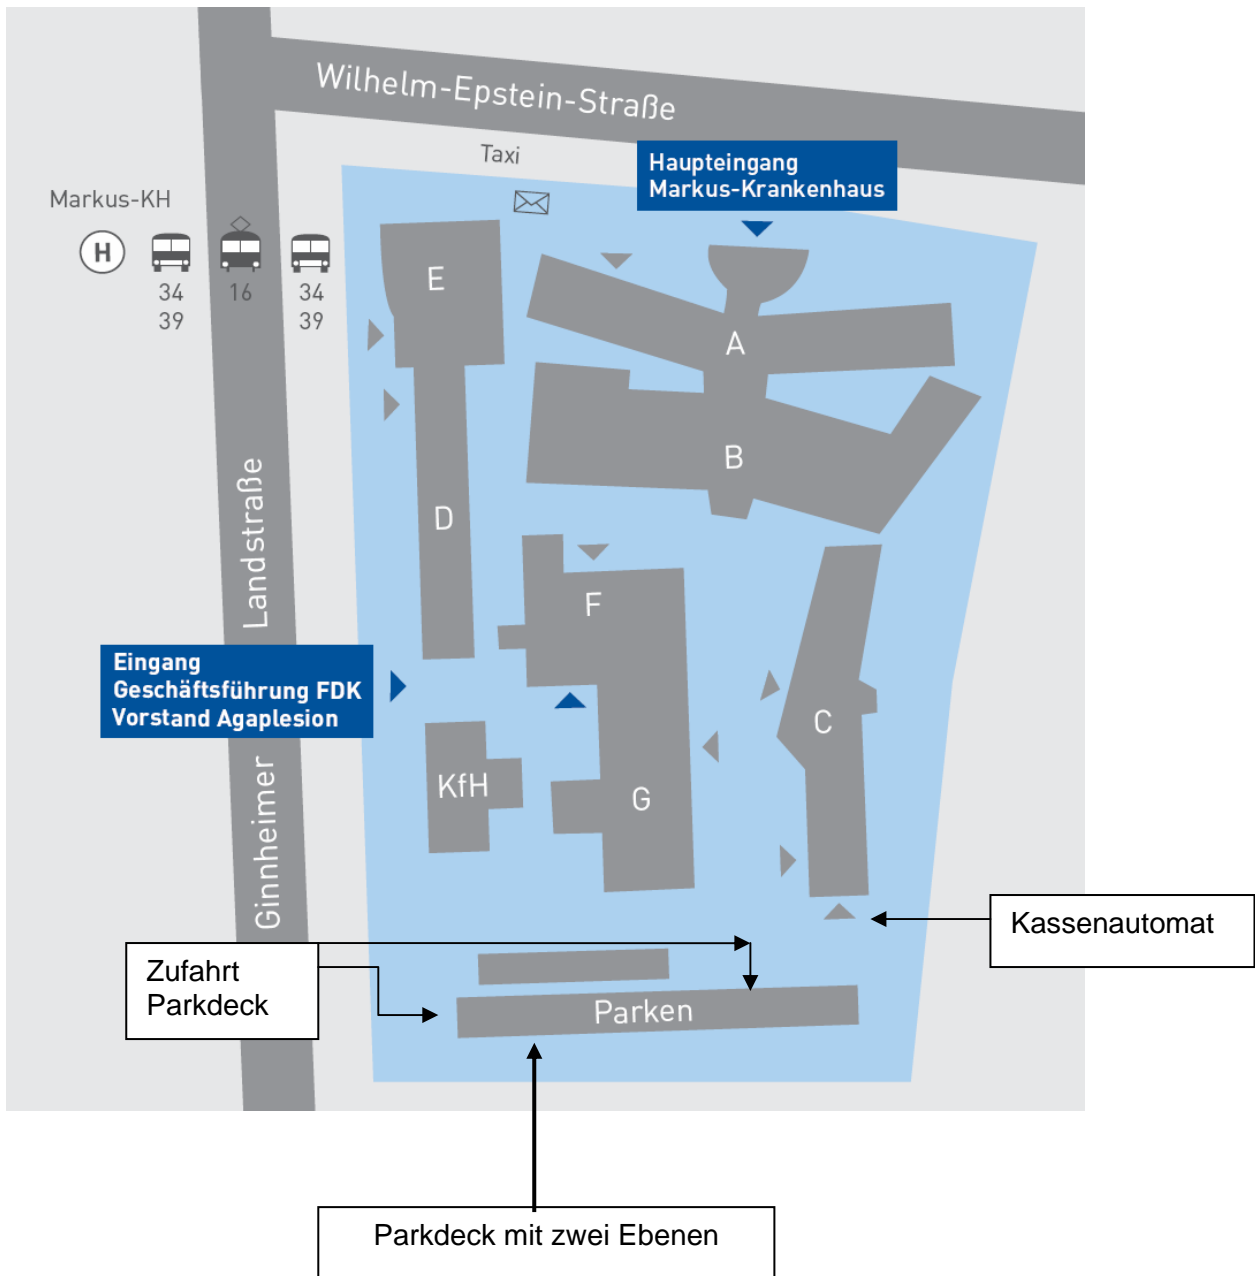 Wilhelm-Epstein-Straße
Taxi
Haupteingang
Markus-Krankenhaus
Markus-KH
H
34
39
16
34
39
E
A
B
D
Ginnheimer Landstraße
F
Eingang
Geschäftsführung FDK
Vorstand Agaplesion
C
KfH
G
Kassenautomat
Zufahrt
Parkdeck
Parken
Parkdeck mit zwei Ebenen